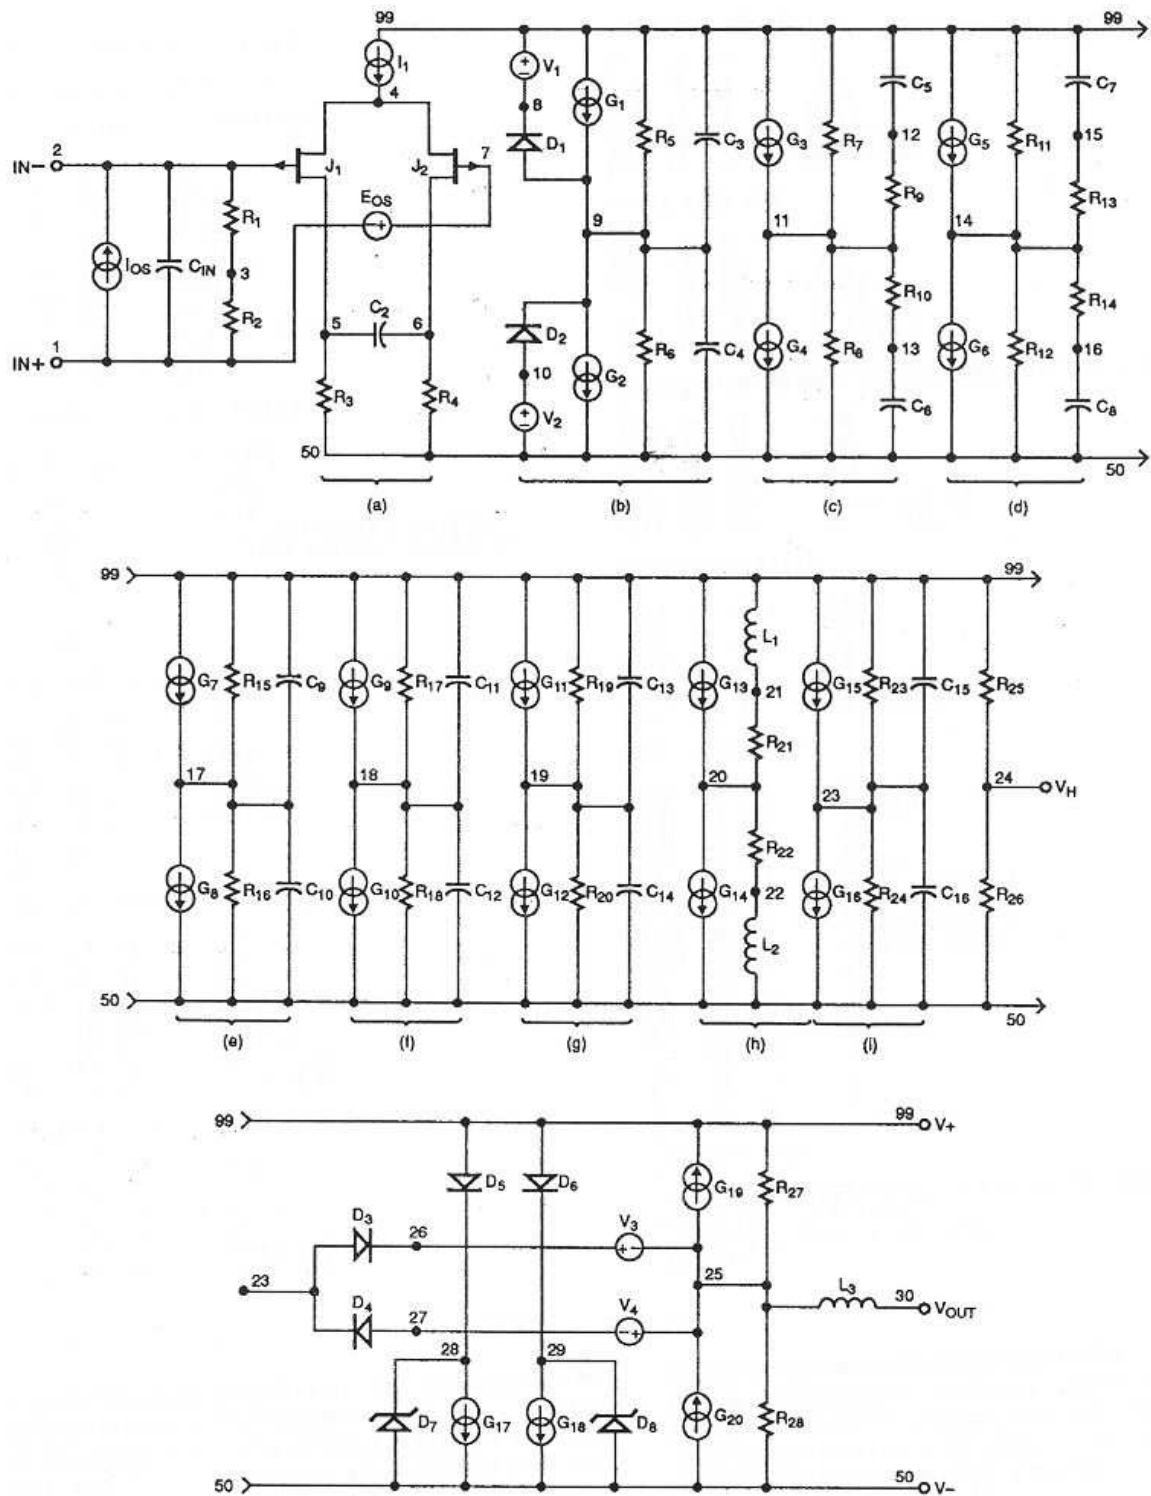 99 99
I1
4
V1
8
D1
G1
R5
C3
G3
R7
C5
12
R9
G5
R11
C7
15
R13
2
IN−
J1
J2
7
EOS
R1
IOS
CIN
3
R2
1
IN+
C2
5
6
R3
R4
50
9
D2
10
V2
G2
R6
C4
11
G4
R8
R10
13
C6
14
G6
R12
R14
16
C8
50
(a) (b) (c) (d)
99 99
G7 R15 C9 G9 R17 C11 G11 R19 C13 G13 L1 21 R21 G15 R23 C15 R25
17 18 19 20 23 24 VH
G8 R16 C10 G10 R18 C12 G12 R20 C14 G14 R22 22 L2 G16 R24 C16 R26
50 50
(e) (f) (g) (h) (i)
99 99 V+
D5 D6 G19 R27
D3 26 V3
23 25 L3 30 VOUT
D4 27 V4
28 29
D7 G17 G18 D8 G20 R28
50 50 V−